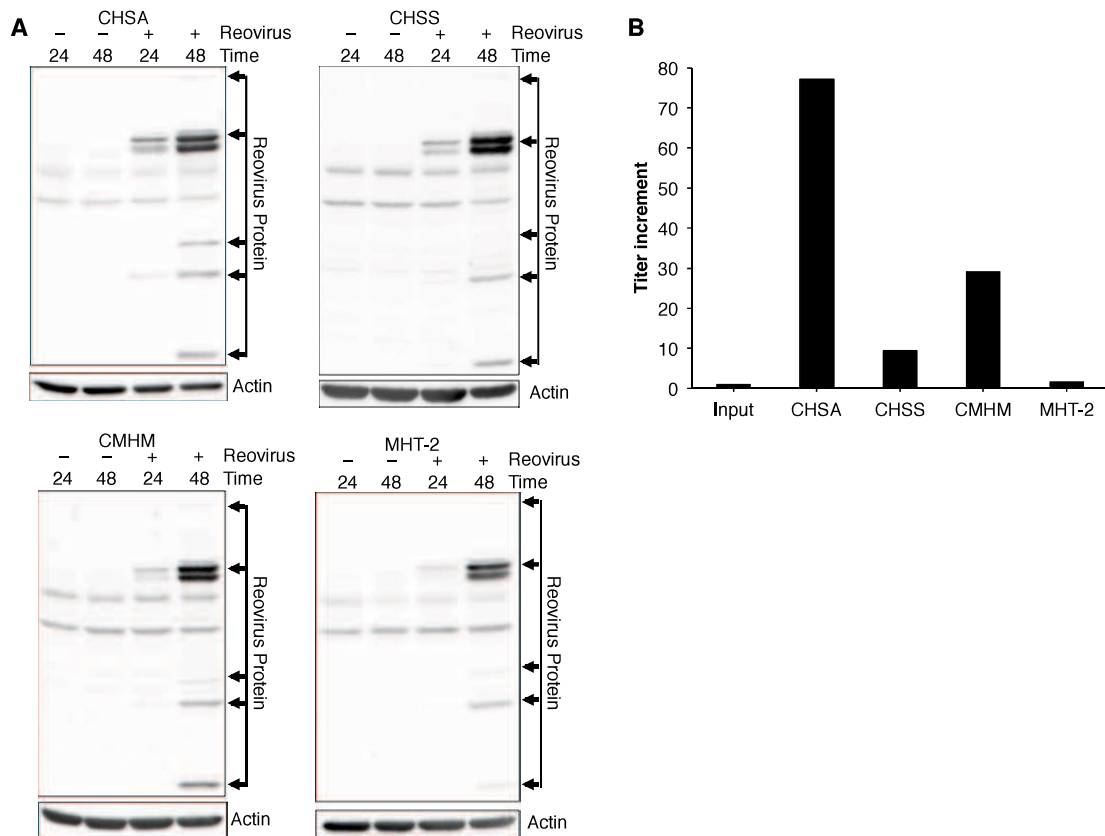 A
CHSA
– – + + Reovirus
24 48 24 48 Time
Reovirus Protein
Actin
CHSS
– – + + Reovirus
24 48 24 48 Time
Reovirus Protein
Actin
CMHM
– – + + Reovirus
24 48 24 48 Time
Reovirus Protein
Actin
MHT-2
– – + + Reovirus
24 48 24 48 Time
Reovirus Protein
Actin
B
Titer increment
80
70
60
50
40
30
20
10
0
Input CHSA CHSS CMHM MHT-2